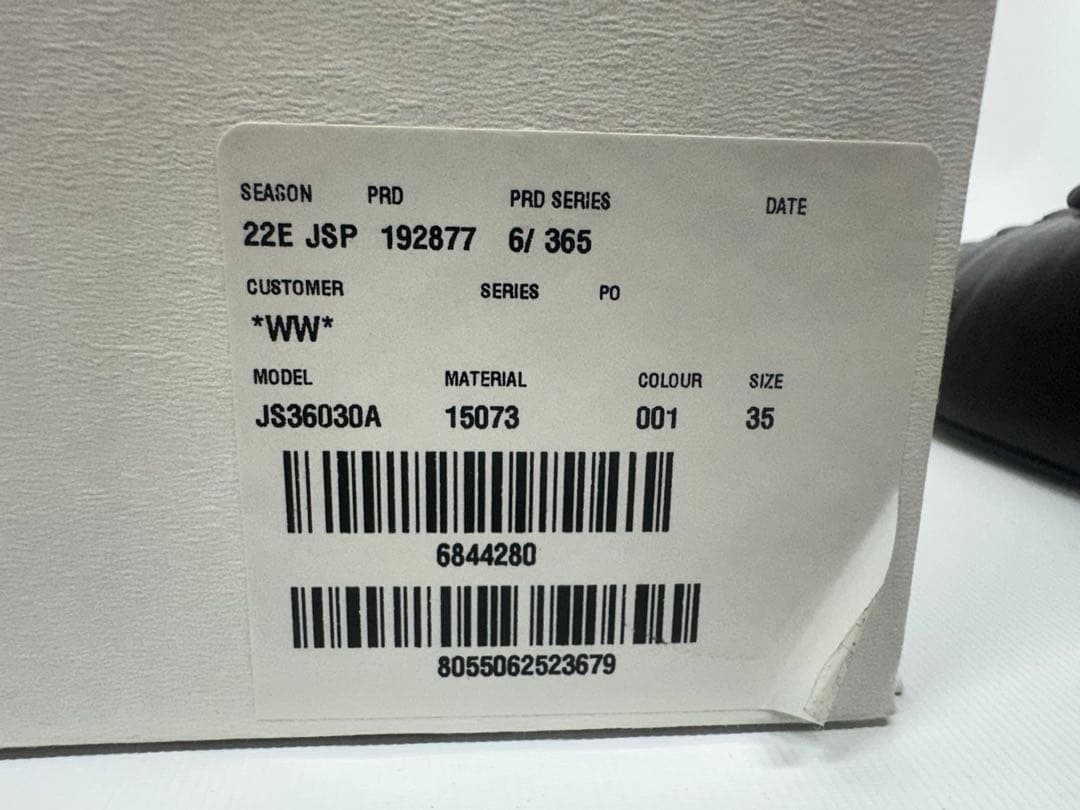 SEASON PRD PRD SERIES DATE
22E JSP 192877 6/ 365
CUSTOMER SERIES PO
*WW*
MODEL MATERIAL COLOUR SIZE
JS36030A 15073 001 35
6844280
8055062523679